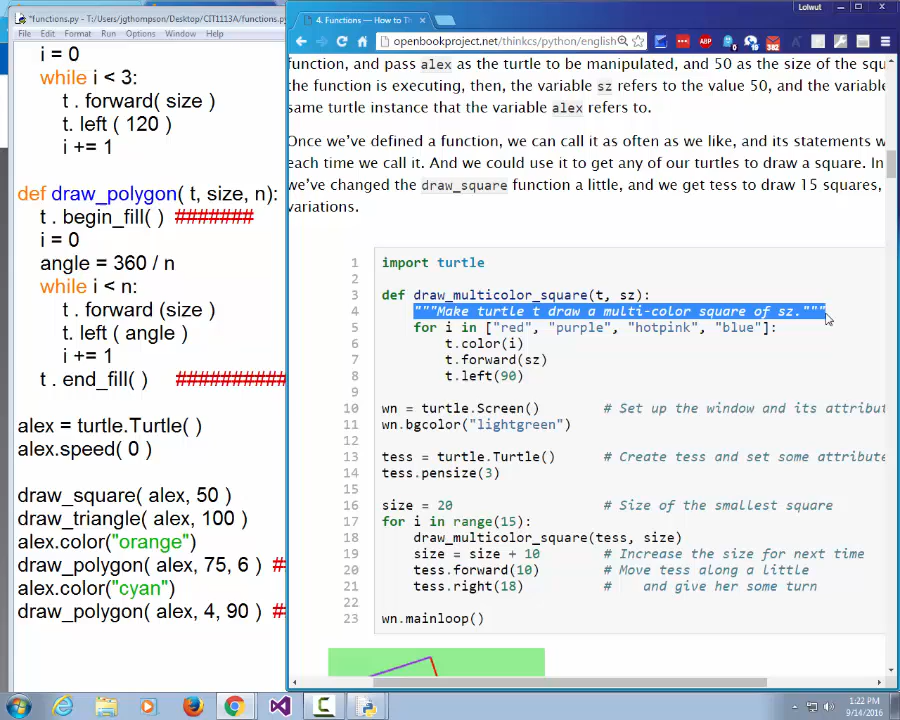 *functions.py - T:/Users/jgthompson/Desktop/CIT1113A/functions.py
File Edit Format Run Options Window Help
i = 0
while i < 3:
t . forward( size )
t. left ( 120 )
i += 1
def draw_polygon( t, size, n):
t . begin_fill( ) #######
i = 0
angle = 360 / n
while i < n:
t . forward (size )
t. left ( angle )
i += 1
t . end_fill( ) ###########
alex = turtle.Turtle( )
alex.speed( 0 )
draw_square( alex, 50 )
draw_triangle( alex, 100 )
alex.color("orange")
draw_polygon( alex, 75, 6 ) #
alex.color("cyan")
draw_polygon( alex, 4, 90 ) #
Lolwut
4. Functions — How to T
openbookproject.net/thinkcs/python/english
ABP 0 19 382
function, and pass alex as the turtle to be manipulated, and 50 as the size of the squ
the function is executing, then, the variable sz refers to the value 50, and the variable
same turtle instance that the variable alex refers to.
Once we've defined a function, we can call it as often as we like, and its statements w
each time we call it. And we could use it to get any of our turtles to draw a square. In
we've changed the draw_square function a little, and we get tess to draw 15 squares,
variations.
1 import turtle
2
3 def draw_multicolor_square(t, sz):
4 """Make turtle t draw a multi-color square of sz."""
5 for i in ["red", "purple", "hotpink", "blue"]:
6 t.color(i)
7 t.forward(sz)
8 t.left(90)
9
10 wn = turtle.Screen() # Set up the window and its attribut
11 wn.bgcolor("lightgreen")
12
13 tess = turtle.Turtle() # Create tess and set some attribute
14 tess.pensize(3)
15
16 size = 20 # Size of the smallest square
17 for i in range(15):
18 draw_multicolor_square(tess, size)
19 size = size + 10 # Increase the size for next time
20 tess.forward(10) # Move tess along a little
21 tess.right(18) # and give her some turn
22
23 wn.mainloop()
1:22 PM
9/14/2016